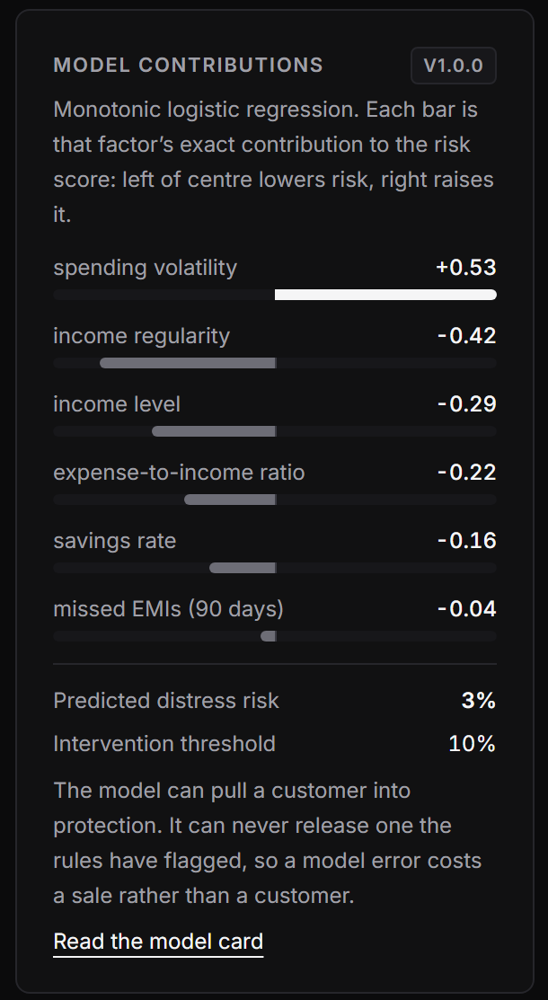 MODEL CONTRIBUTIONS
V1.0.0
Monotonic logistic regression. Each bar is
that factor’s exact contribution to the risk
score: left of centre lowers risk, right raises
it.
spending volatility +0.53
income regularity -0.42
income level -0.29
expense-to-income ratio -0.22
savings rate -0.16
missed EMIs (90 days) -0.04
Predicted distress risk 3%
Intervention threshold 10%
The model can pull a customer into
protection. It can never release one the
rules have flagged, so a model error costs
a sale rather than a customer.
Read the model card